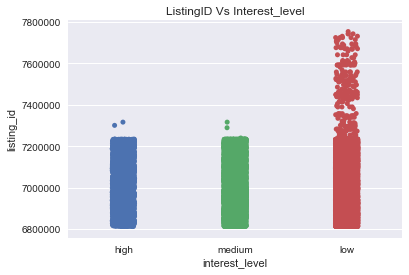 ListingID Vs Interest_level
7800000
7600000
7400000
7200000
7000000
6800000
listing_id
high medium low
interest_level